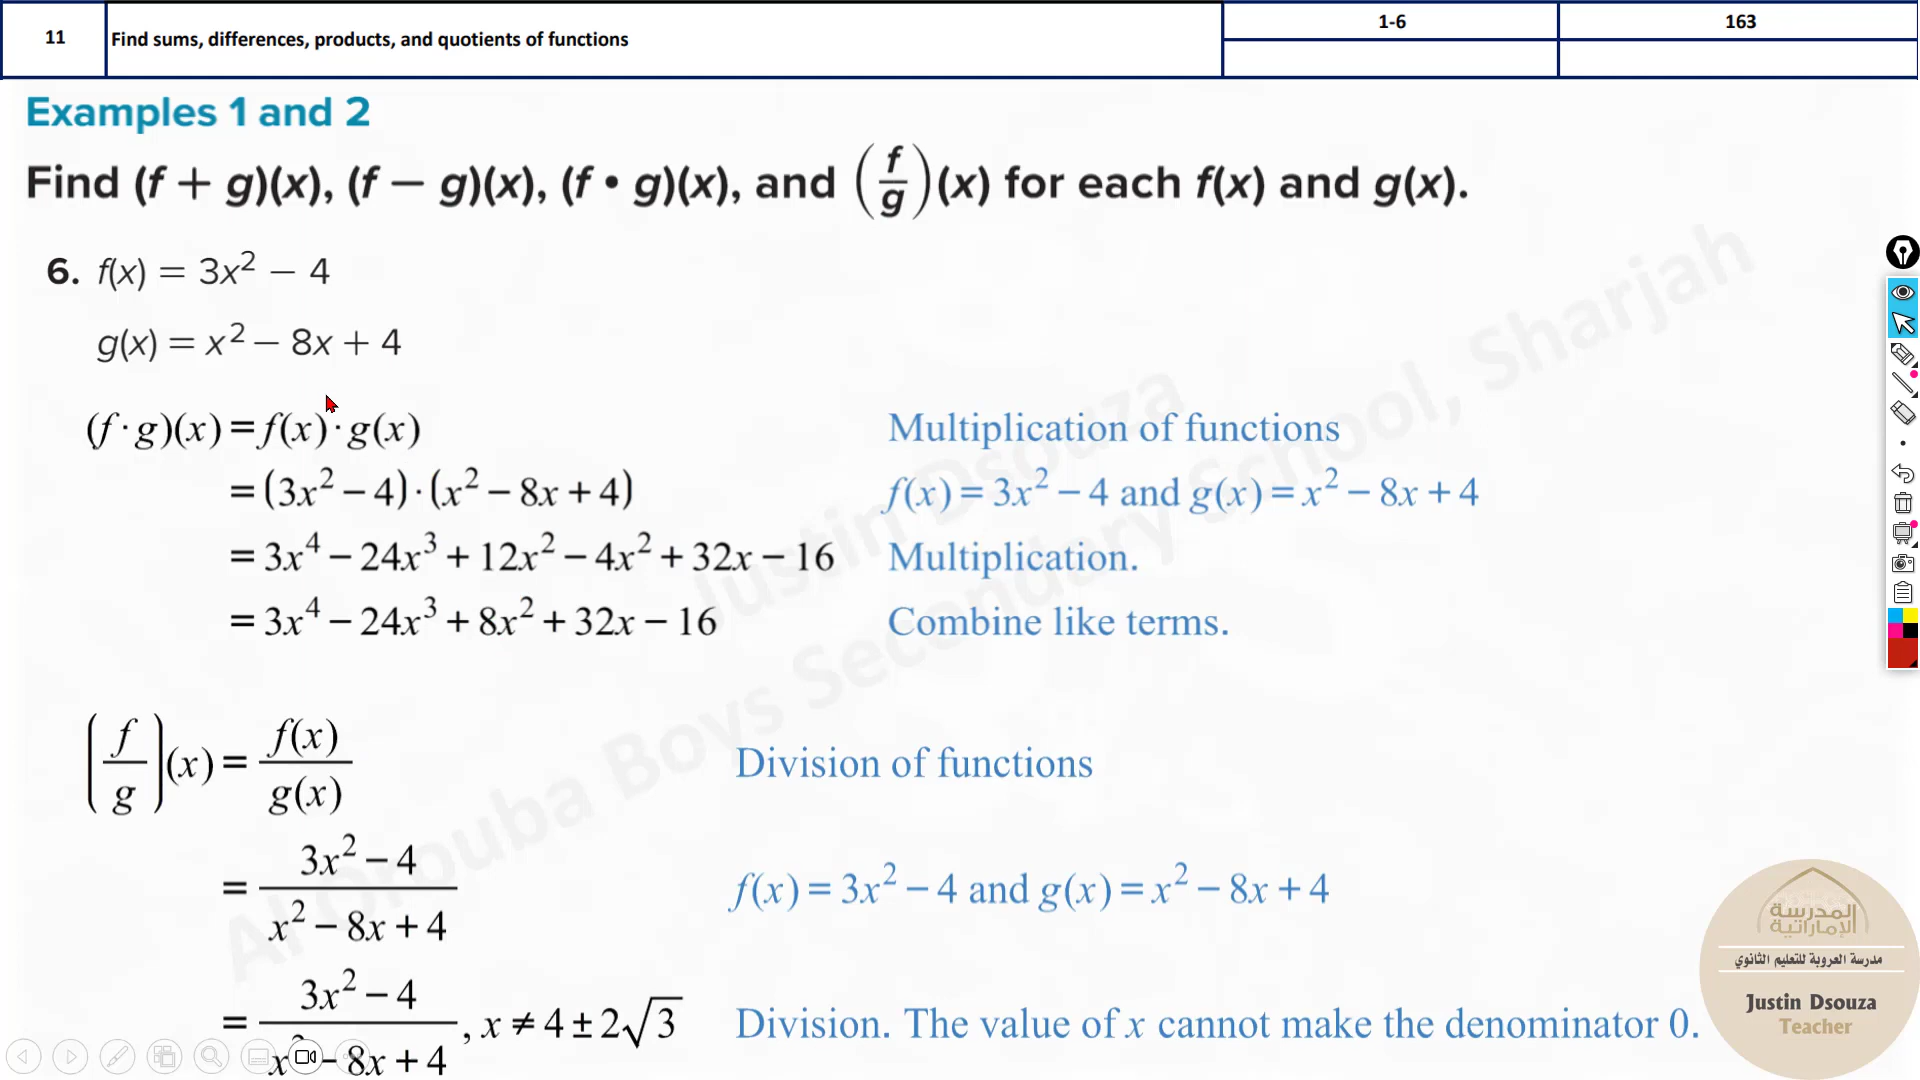 11
Find sums, differences, products, and quotients of functions
1-6
163
Examples 1 and 2
Find (f + g)(x), (f − g)(x), (f • g)(x), and (f/g)(x) for each f(x) and g(x).
6. f(x) = 3x² − 4
g(x) = x² − 8x + 4
(f · g)(x) = f(x) · g(x) Multiplication of functions
= (3x² − 4) · (x² − 8x + 4) f(x) = 3x² − 4 and g(x) = x² − 8x + 4
= 3x⁴ − 24x³ + 12x² − 4x² + 32x − 16 Multiplication.
= 3x⁴ − 24x³ + 8x² + 32x − 16 Combine like terms.
(f/g)(x) = f(x)/g(x) Division of functions
= (3x² − 4)/(x² − 8x + 4) f(x) = 3x² − 4 and g(x) = x² − 8x + 4
= (3x² − 4)/(x² − 8x + 4), x ≠ 4 ± 2√3 Division. The value of x cannot make the denominator 0.
Justin Dsouza
Al Orouba Boys Secondary School, Sharjah
المدرسة
الإماراتية
مدرسة العروبة للتعليم الثانوي
Justin Dsouza
Teacher